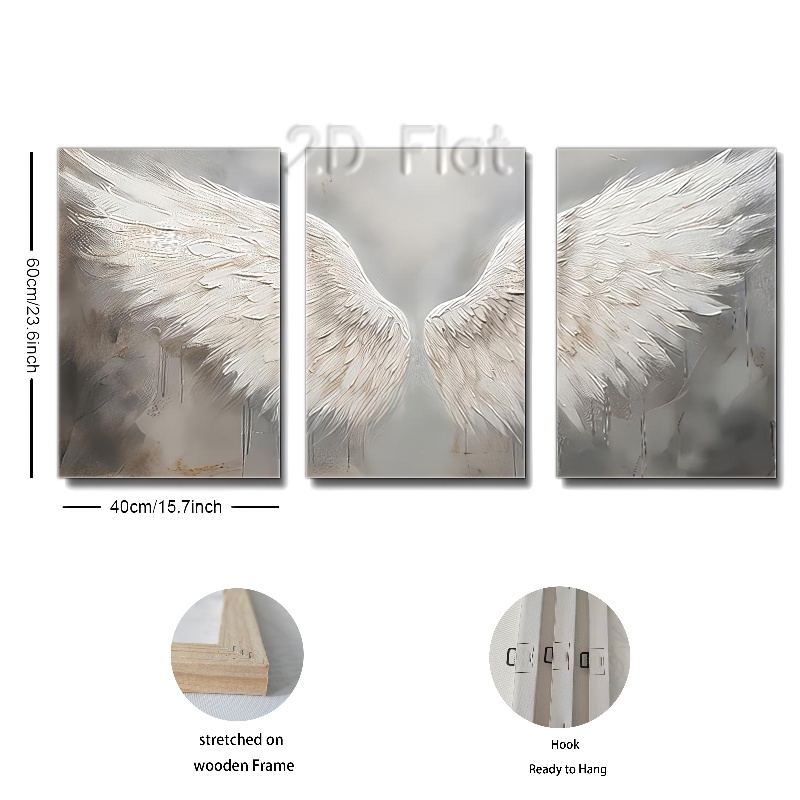 2D Flat
60cm/23.6inch
40cm/15.7inch
stretched on
wooden Frame
Hook
Ready to Hang